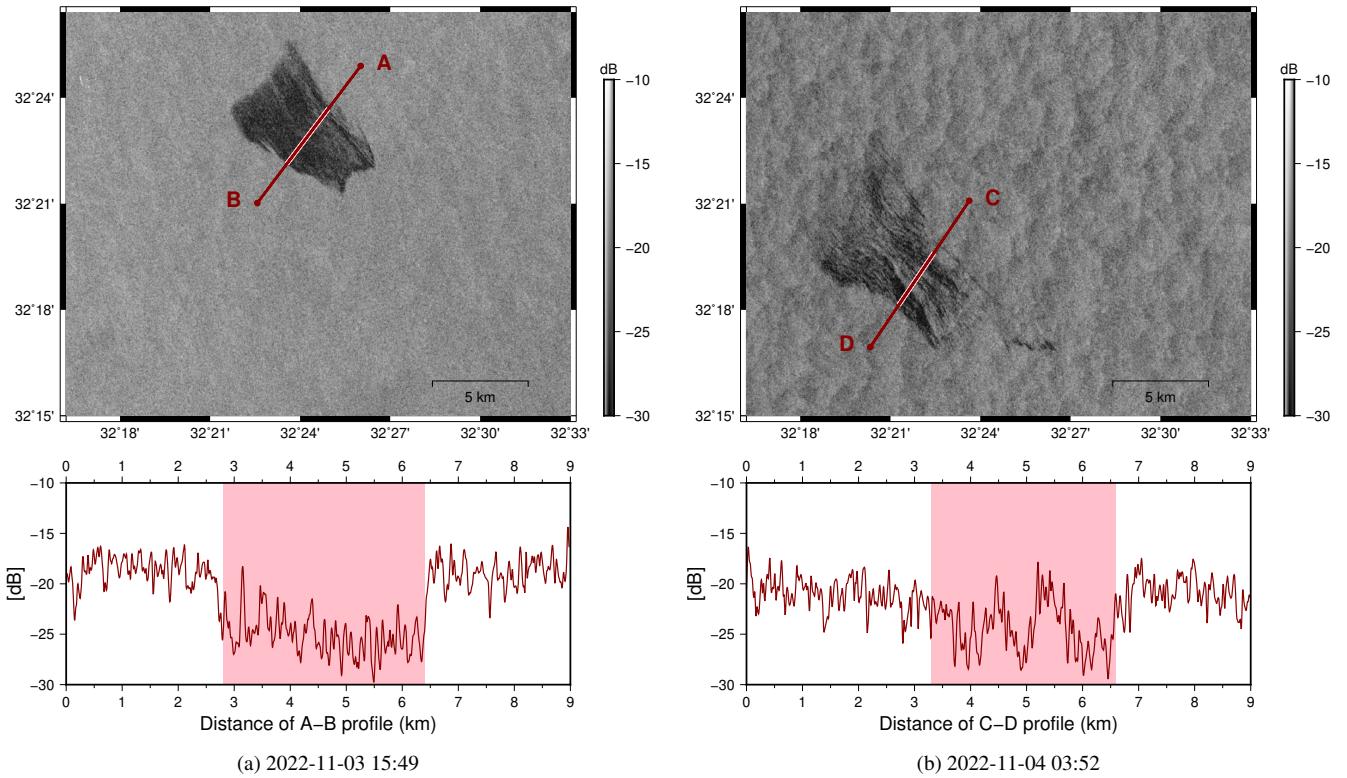 dB
−10
−15
−20
−25
−30
A
B
32˚24'
32˚21'
32˚18'
32˚15'
5 km
32˚18' 32˚21' 32˚24' 32˚27' 32˚30' 32˚33'
0 1 2 3 4 5 6 7 8 9
−10
−15
−20
−25
−30
[dB]
0 1 2 3 4 5 6 7 8 9
Distance of A−B profile (km)
(a) 2022-11-03 15:49
dB
−10
−15
−20
−25
−30
C
D
32˚24'
32˚21'
32˚18'
32˚15'
5 km
32˚18' 32˚21' 32˚24' 32˚27' 32˚30' 32˚33'
0 1 2 3 4 5 6 7 8 9
−10
−15
−20
−25
−30
[dB]
0 1 2 3 4 5 6 7 8 9
Distance of C−D profile (km)
(b) 2022-11-04 03:52